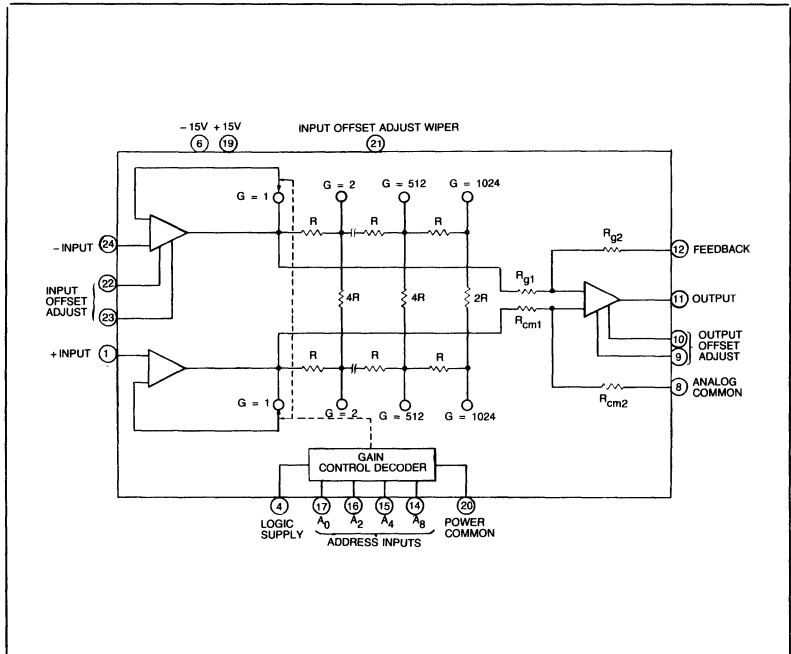 - 15V + 15V
6 19
INPUT OFFSET ADJUST WIPER
21
G = 1
G = 2
G = 512
G = 1024
R
R
R
- INPUT 24
22
INPUT OFFSET ADJUST
23
4R
4R
2R
+ INPUT 1
R
R
R
G = 1
G = 2
G = 512
G = 1024
Rg1
Rcm1
Rg2
Rcm2
12 FEEDBACK
11 OUTPUT
10
9
OUTPUT
OFFSET
ADJUST
8
ANALOG
COMMON
GAIN
CONTROL DECODER
4
17
16
15
14
20
LOGIC
SUPPLY
A0
A2
A4
A8
POWER
COMMON
ADDRESS INPUTS